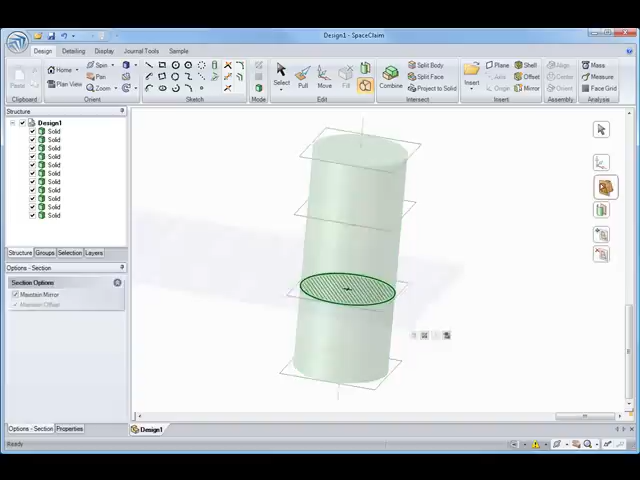 Design1 - SpaceClaim
Design Detailing Display Journal Tools Sample
Paste
Home
Plan View
Spin
Pan
Zoom
Clipboard
Orient
Sketch
Mode
Select
Pull
Move
Fill
Edit
Combine
Split Body
Split Face
Project to Solid
Intersect
Insert
Plane
Axis
Origin
Shell
Offset
Mirror
Insert
Align
Assembly
Mass
Measure
Face Grid
Analysis
Structure
Design1
Solid
Solid
Solid
Solid
Solid
Solid
Solid
Solid
Solid
Solid
Solid
Structure Groups Selection Layers
Options - Section
Section Options
Maintain Mirror
Maintain Offset
Options - Section Properties
Design1
Ready